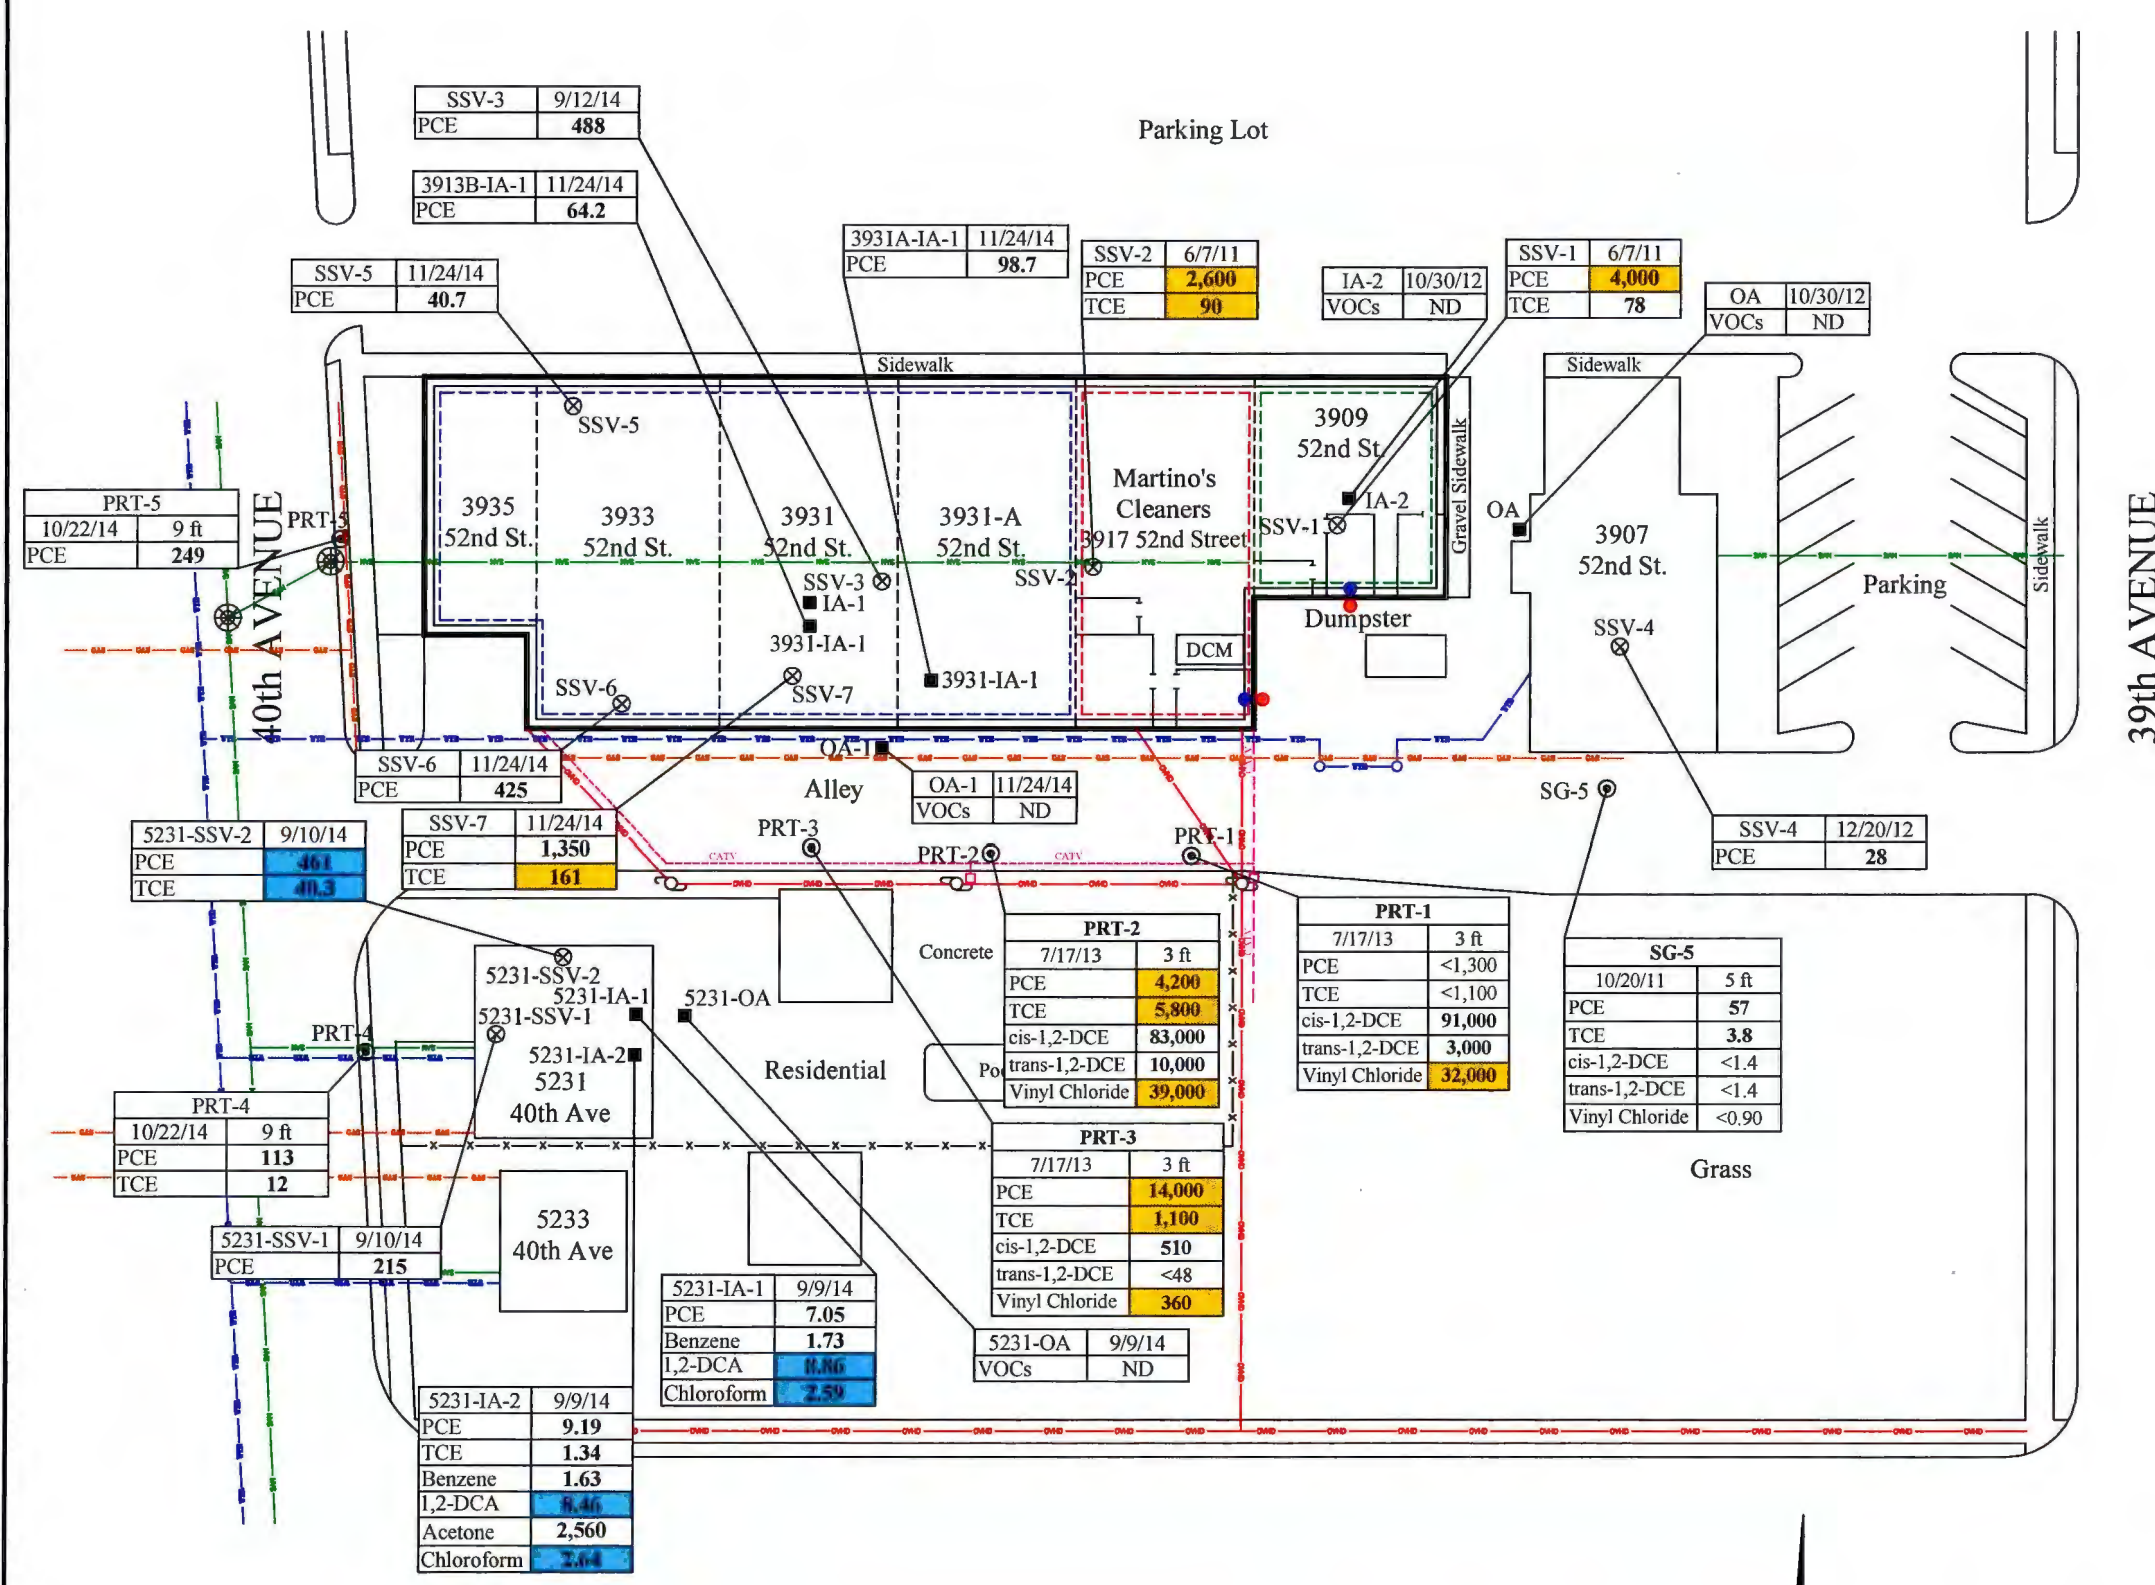 SSV-3 9/12/14
PCE 488
Parking Lot
3913B-IA-1 11/24/14
PCE 64.2
3931A-IA-1 11/24/14
PCE 98.7
SSV-2 6/7/11
PCE 2,600
TCE 90
SSV-1 6/7/11
PCE 4,000
TCE 78
SSV-5 11/24/14
PCE 40.7
IA-2 10/30/12
VOCs ND
OA 10/30/12
VOCs ND
Sidewalk
Sidewalk
SSV-5
3909
52nd St.
Gravel Sidewalk
Martino's
Cleaners
3917 52nd Street
IA-2
SSV-1
OA
PRT-5
10/22/14 9 ft
PCE 249
40th AVENUE
PRT-5
3935
52nd St.
3933
52nd St.
3931
52nd St.
3931-A
52nd St.
3907
52nd St.
Sidewalk
39th AVENUE
SSV-3
SSV-2
Parking
IA-1
3931-IA-1
Dumpster
SSV-4
DCM
SSV-6
SSV-7
3931-IA-1
OA-1
SSV-6 11/24/14
PCE 425
Alley
OA-1 11/24/14
VOCs ND
SG-5
SSV-7 11/24/14
PCE 1,350
TCE 161
5231-SSV-2 9/10/14
PCE 461
TCE 40.3
PRT-3
PRT-2
PRT-1
CATV
CATV
SSV-4 12/20/12
PCE 28
PRT-2
7/17/13 3 ft
PCE 4,200
TCE 5,800
cis-1,2-DCE 83,000
trans-1,2-DCE 10,000
Vinyl Chloride 39,000
PRT-1
7/17/13 3 ft
PCE <1,300
TCE <1,100
cis-1,2-DCE 91,000
trans-1,2-DCE 3,000
Vinyl Chloride 32,000
SG-5
10/20/11 5 ft
PCE 57
TCE 3.8
cis-1,2-DCE <1.4
trans-1,2-DCE <1.4
Vinyl Chloride <0.90
Concrete
5231-SSV-2
5231-IA-1
5231-OA
5231-SSV-1
PRT-4
5231-IA-2
5231
40th Ave
Residential
PRT-4
10/22/14 9 ft
PCE 113
TCE 12
PRT-3
7/17/13 3 ft
PCE 14,000
TCE 1,100
cis-1,2-DCE 510
trans-1,2-DCE <48
Vinyl Chloride 360
Grass
5233
40th Ave
5231-SSV-1 9/10/14
PCE 215
5231-IA-1 9/9/14
PCE 7.05
Benzene 1.73
1,2-DCA
Chloroform 2.59
5231-OA 9/9/14
VOCs ND
5231-IA-2 9/9/14
PCE 9.19
TCE 1.34
Benzene 1.63
1,2-DCA 8.46
Acetone 2,560
Chloroform 2.64